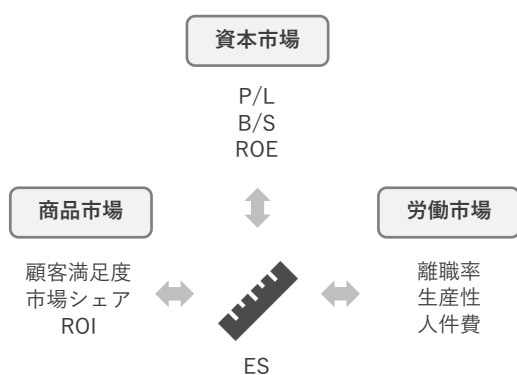 資本市場
P/L
B/S
ROE
商品市場
顧客満足度
市場シェア
ROI
労働市場
離職率
生産性
人件費
ES